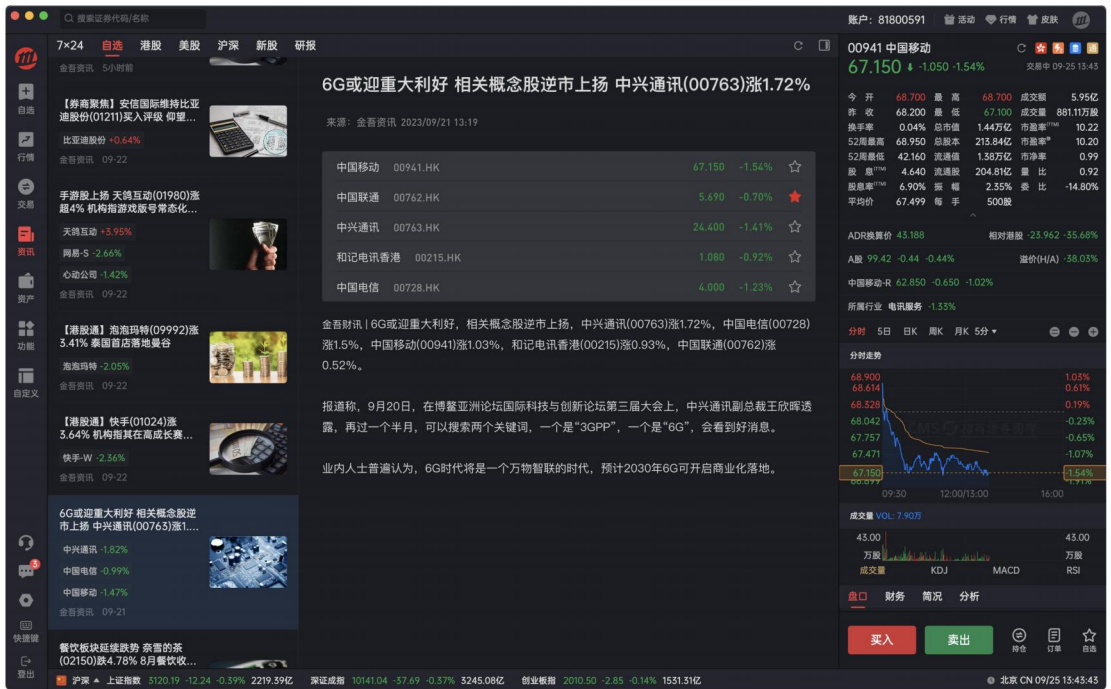 搜索证券代码/名称
账户：81800591 活动 行情 皮肤
自选
行情
交易
资讯
资产
功能
自定义
3
快捷键
登出
7×24 自选 港股 美股 沪深 新股 研报
金吾资讯 5小时前
【券商聚焦】安信国际维持比亚
迪股份(01211)买入评级 仰望...
比亚迪股份 +0.64%
金吾资讯 09-22
手游股上扬 天鸽互动(01980)涨
超4% 机构指游戏版号常态化...
天鸽互动 +3.95%
网易-S -2.66%
心动公司 -1.42%
金吾资讯 09-22
【港股通】泡泡玛特(09992)涨
3.41% 泰国首店落地曼谷
泡泡玛特 -2.05%
金吾资讯 09-22
【港股通】快手(01024)涨
3.64% 机构指其在高成长赛...
快手-W -2.36%
金吾资讯 09-22
6G或迎重大利好 相关概念股逆
市上扬 中兴通讯(00763)涨1....
中兴通讯 -1.82%
中国电信 -0.99%
中国移动 -1.47%
金吾资讯 09-21
餐饮板块延续跌势 奈雪的茶
(02150)跌4.78% 8月餐饮收...
6G或迎重大利好 相关概念股逆市上扬 中兴通讯(00763)涨1.72%
来源：金吾资讯 2023/09/21 13:19
中国移动 00941.HK 67.150 -1.54%
中国联通 00762.HK 5.690 -0.70%
中兴通讯 00763.HK 24.400 -1.41%
和记电讯香港 00215.HK 1.080 -0.92%
中国电信 00728.HK 4.000 -1.23%
金吾财讯 | 6G或迎重大利好，相关概念股逆市上扬，中兴通讯(00763)涨1.72%，中国电信(00728)
涨1.5%，中国移动(00941)涨1.03%，和记电讯香港(00215)涨0.93%，中国联通(00762)涨
0.52%。
报道称，9月20日，在博鳌亚洲论坛国际科技与创新论坛第三届大会上，中兴通讯副总裁王欣晖透
露，再过一个半月，可以搜索两个关键词，一个是“3GPP”，一个是“6G”，会看到好消息。
业内人士普遍认为，6G时代将是一个万物智联的时代，预计2030年6G可开启商业化落地。
00941 中国移动
67.150 -1.050 -1.54% 交易中 09-25 13:43
今 开 68.700 最 高 68.700 成交额 5.95亿
昨 收 68.200 最 低 67.100 成交量 881.11万股
换手率 0.04% 总市值 1.44万亿 市盈率TTM 10.22
52周最高 68.950 总股本 213.84亿 市盈率静 10.20
52周最低 42.160 流通值 1.38万亿 市净率 0.99
股 息TTM 4.640 流通股 204.81亿 量 比 0.92
股息率TTM 6.90% 振 幅 2.35% 委 比 -14.80%
平均价 67.499 每 手 500股
ADR换算价 43.188 相对港股 -23.962 -35.68%
A股 99.42 -0.44 -0.44% 溢价(H/A) -38.03%
中国移动-R 62.850 -0.650 -1.02%
所属行业 电讯服务 -1.33%
分时 5日 日K 周K 月K 5分
分时走势
68.900 1.03%
68.614 0.61%
68.328 0.19%
68.042 -0.23%
67.757 -0.65%
67.471 -1.07%
67.150 -1.54%
66.899 -1.91%
09:30 12:00/13:00 16:00
成交量 VOL: 7.90万
43.00 43.00
万股 万股
成交量 KDJ MACD RSI
盘口 财务 简况 分析
买入 卖出 持仓 订单 自选
沪深 上证指数 3120.19 -12.24 -0.39% 2219.39亿 深证成指 10141.04 -37.69 -0.37% 3245.08亿 创业板指 2010.50 -2.85 -0.14% 1531.31亿 北京 CN 09/25 13:43:43